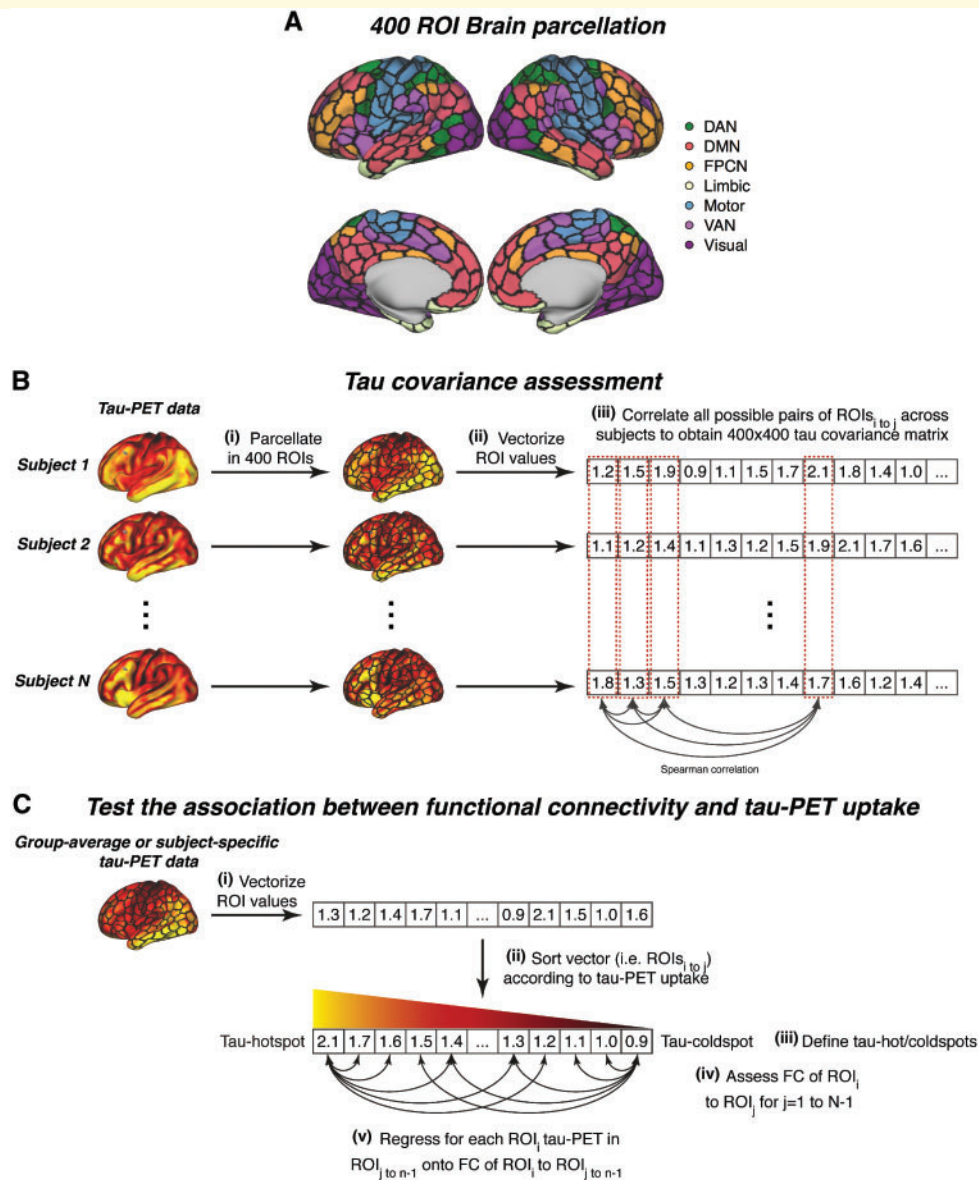 A 400 ROI Brain parcellation
DAN
DMN
FPCN
Limbic
Motor
VAN
Visual
B Tau covariance assessment
Tau-PET data
(i) Parcellate
in 400 ROIs
(ii) Vectorize
ROI values
(iii) Correlate all possible pairs of ROIs i to j across
subjects to obtain 400x400 tau covariance matrix
Subject 1
1.2 1.5 1.9 0.9 1.1 1.5 1.7 2.1 1.8 1.4 1.0 ...
Subject 2
1.1 1.2 1.4 1.1 1.3 1.2 1.5 1.9 2.1 1.7 1.6 ...
Subject N
1.8 1.3 1.5 1.3 1.2 1.3 1.4 1.7 1.6 1.2 1.4 ...
Spearman correlation
C Test the association between functional connectivity and tau-PET uptake
Group-average or subject-specific
tau-PET data
(i) Vectorize
ROI values
1.3 1.2 1.4 1.7 1.1 ... 0.9 2.1 1.5 1.0 1.6
(ii) Sort vector (i.e. ROIs i to j)
according to tau-PET uptake
Tau-hotspot 2.1 1.7 1.6 1.5 1.4 ... 1.3 1.2 1.1 1.0 0.9 Tau-coldspot
(iii) Define tau-hot/coldspots
(iv) Assess FC of ROI i
to ROI j for j=1 to N-1
(v) Regress for each ROI i tau-PET in
ROI j to n-1 onto FC of ROI i to ROI j to n-1